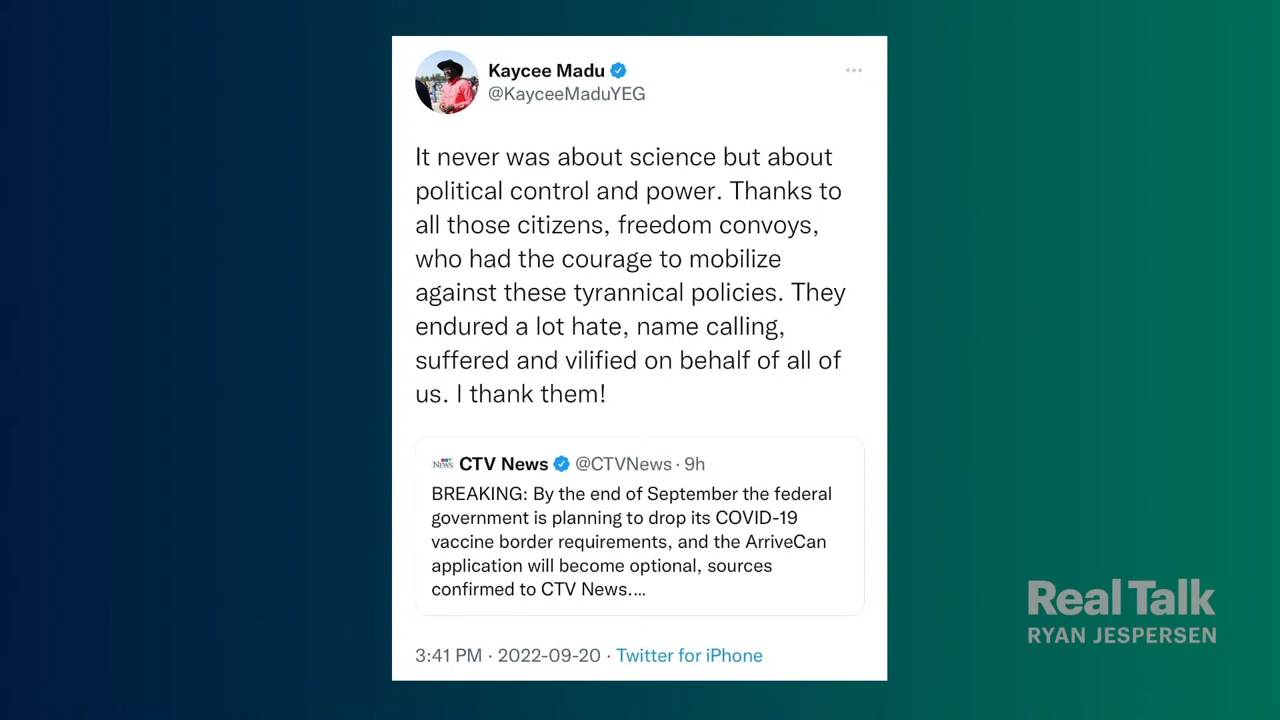 Kaycee Madu
@KayceeMaduYEG
It never was about science but about
political control and power. Thanks to
all those citizens, freedom convoys,
who had the courage to mobilize
against these tyrannical policies. They
endured a lot hate, name calling,
suffered and vilified on behalf of all of
us. I thank them!
NEWS CTV News @CTVNews · 9h
BREAKING: By the end of September the federal
government is planning to drop its COVID-19
vaccine border requirements, and the ArriveCan
application will become optional, sources
confirmed to CTV News....
3:41 PM · 2022-09-20 · Twitter for iPhone
Real Talk
RYAN JESPERSEN